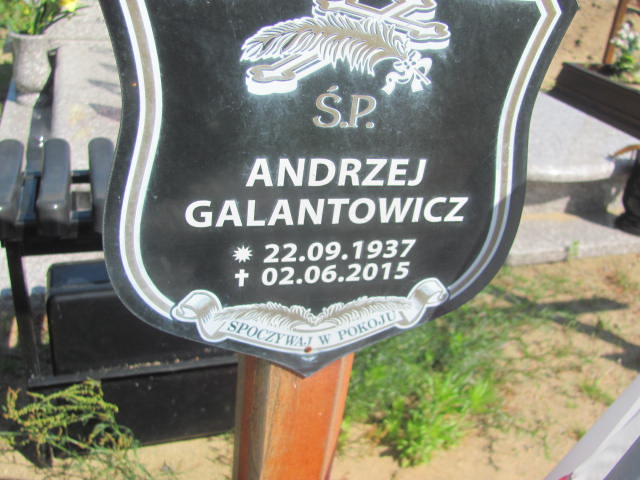 Ś.P.
ANDRZEJ
GALANTOWICZ
22.09.1937
02.06.2015
SPOCZYWAJ W POKOJU